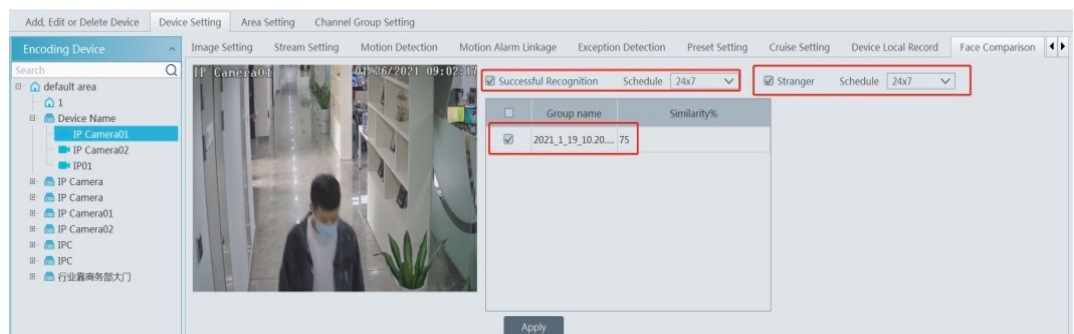 Add, Edit or Delete Device Device Setting Area Setting Channel Group Setting
Encoding Device Image Setting Stream Setting Motion Detection Motion Alarm Linkage Exception Detection Preset Setting Cruise Setting Device Local Record Face Comparison
Search
default area
1
Device Name
IP Camera01
IP Camera02
IP01
IP Camera
IP Camera
IP Camera01
IP Camera02
IPC
IPC
行业靠商务部大门
IP Camera01 01/26/2021 09:02:17
Successful Recognition Schedule 24x7
Stranger Schedule 24x7
Group name Similarity%
2021_1_19_10.20.... 75
Apply